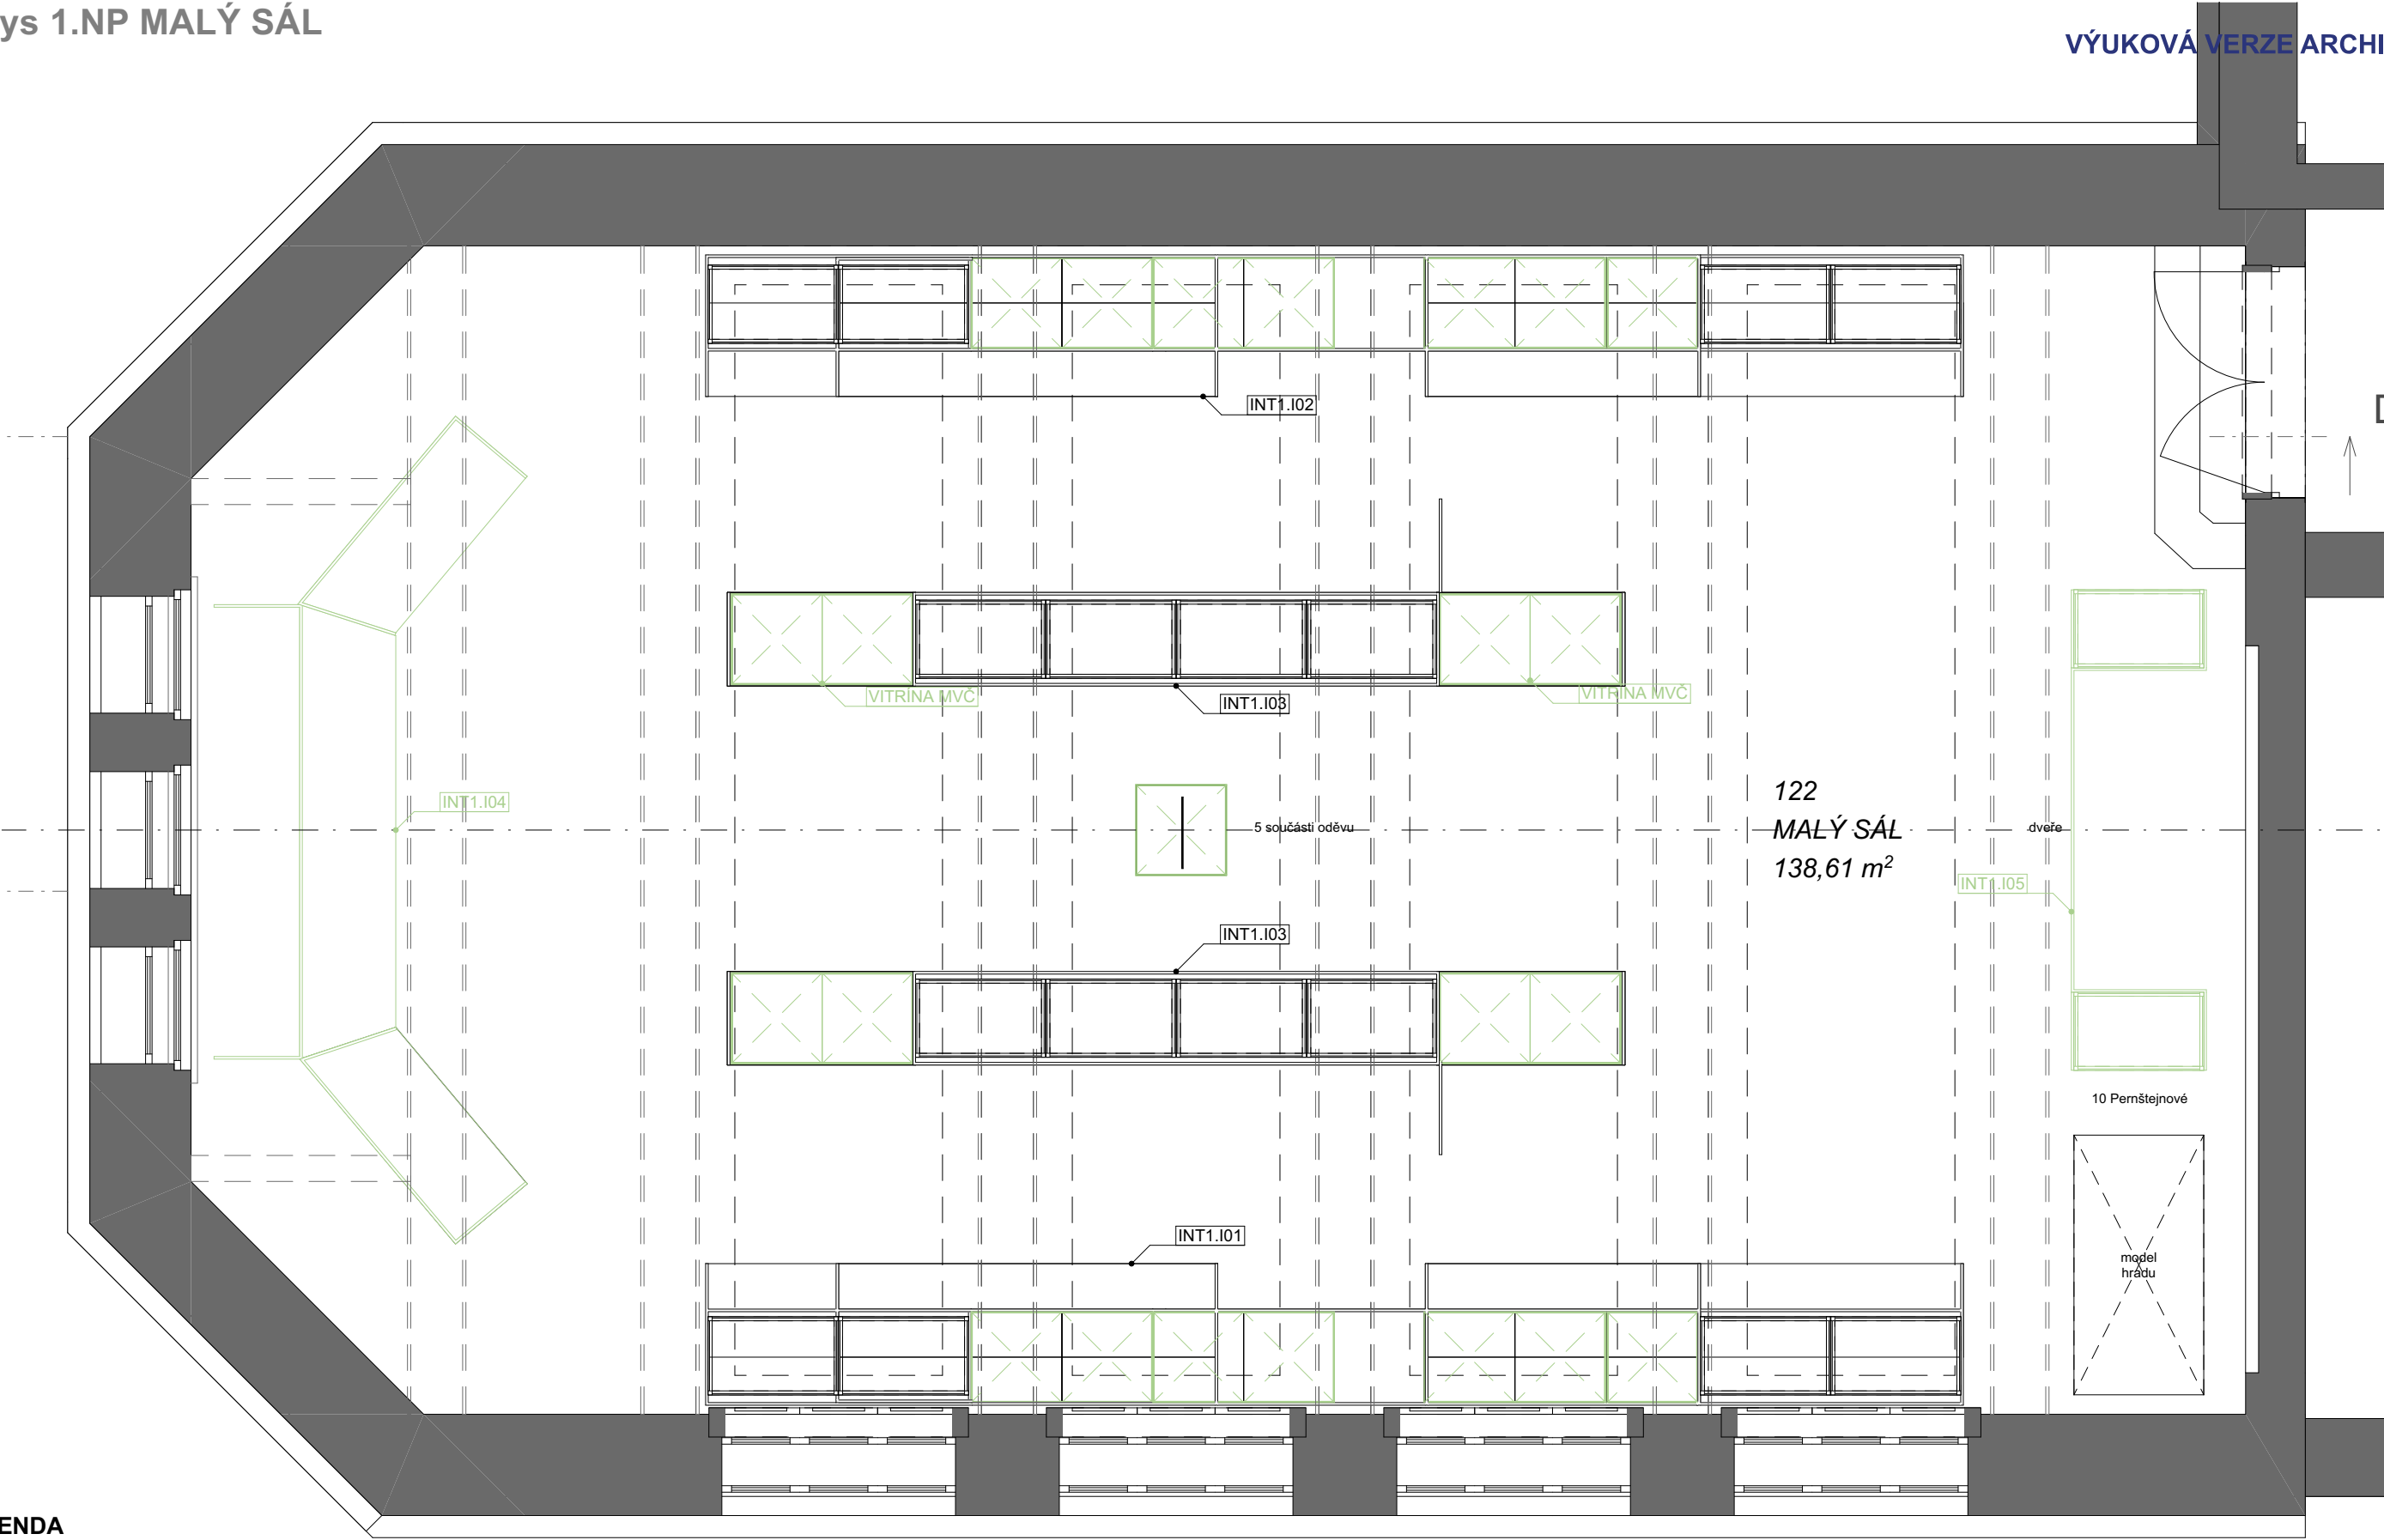 ys 1.NP MALÝ SÁL
VÝUKOVÁ VERZE ARCHI
INT1.I02
VITRÍNA MVČ
INT1.I03
VITRÍNA MVČ
INT1.I04
5 součásti oděvu
122
MALÝ SÁL
138,61 m²
dveře
INT1.I05
INT1.I03
10 Pernštejnové
INT1.I01
model
hradu
ENDA